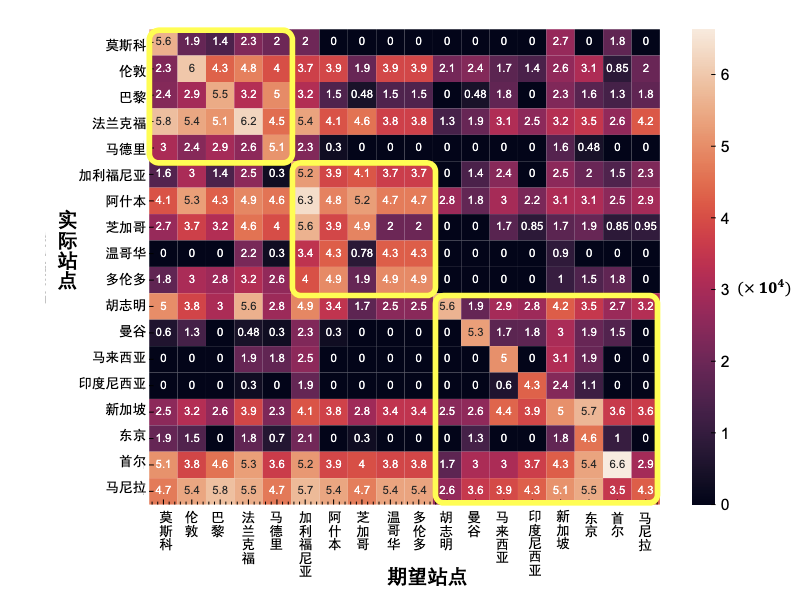 莫斯科 5.6 1.9 1.4 2.3 2 2 0 0 0 0 0 0 0 0 2.7 0 1.8 0
伦敦 2.3 6 4.3 4.8 4 3.7 3.9 1.9 3.9 3.9 2.1 2.4 1.7 1.4 2.6 3.1 0.85 2
巴黎 2.4 2.9 5.5 3.2 5 3.2 1.5 0.48 1.5 1.5 0 0.48 1.8 0 2.3 1.6 1.3 1.8
法兰克福 5.8 5.4 5.1 6.2 4.5 5.4 4.1 4.6 3.8 3.8 1.3 1.9 3.1 2.5 3.2 3.5 2.6 4.2
马德里 3 2.4 2.9 2.6 5.1 2.3 0.3 0 0 0 0 0 0 0 1.6 0.48 0 0
加利福尼亚 1.6 3 1.4 2.5 0.3 5.2 3.9 4.1 3.7 3.7 0 1.4 2.4 0 2.5 2 1.5 2.3
阿什本 4.1 5.3 4.3 4.9 4.6 6.3 4.8 5.2 4.7 4.7 2.8 1.8 3 2.2 3.1 3.1 2.5 2.9
芝加哥 2.7 3.7 3.2 4.6 4 5.6 3.9 4.9 2 2 0 0 1.7 0.85 1.7 1.9 0.85 0.95
温哥华 0 0 0 2.2 0.3 3.4 4.3 0.78 4.3 4.3 0 0 0 0 0.9 0 0 0
多伦多 1.8 3 2.8 3.2 2.6 4 4.9 1.9 4.9 4.9 0 0 0 0 1 1.5 1.8 0
胡志明 5 3.8 3 5.6 2.8 4.9 3.4 1.7 2.5 2.5 5.6 1.9 2.9 2.8 4.2 3.5 2.7 3.2
曼谷 0.6 1.3 0 0.48 0.3 2.3 0.3 0 0 0 0 5.3 1.7 1.8 3 1.9 1.5 0
马来西亚 0 0 0 1.9 1.8 2.5 0 0 0 0 0 0 5 0 3.1 1.9 0 0
印度尼西亚 0 0 0 0.3 0 1.9 0 0 0 0 0 0 0.6 4.3 2.4 1.1 0 0
新加坡 2.5 3.2 2.6 3.9 2.3 4.1 3.8 2.8 3.4 3.4 2.5 2.6 4.4 3.9 5 5.7 3.6 3.6
东京 1.9 1.5 0 1.8 0.7 2.1 0 0.3 0 0 0 1.3 0 0 1.8 4.6 1 0
首尔 5.1 3.8 4.6 5.3 3.6 5.2 3.9 4 3.8 3.8 1.7 3 3 3.7 4.3 5.4 6.6 2.9
马尼拉 4.7 5.4 5.8 5.5 4.7 5.7 5.4 4.7 5.4 5.4 2.6 3.6 3.9 4.3 5.1 5.5 3.5 4.3
莫斯科 伦敦 巴黎 法兰克福 马德里 加利福尼亚 阿什本 芝加哥 温哥华 多伦多 胡志明 曼谷 马来西亚 印度尼西亚 新加坡 东京 首尔 马尼拉
实际站点
期望站点
6
5
4
3 (× 10⁴)
2
1
0